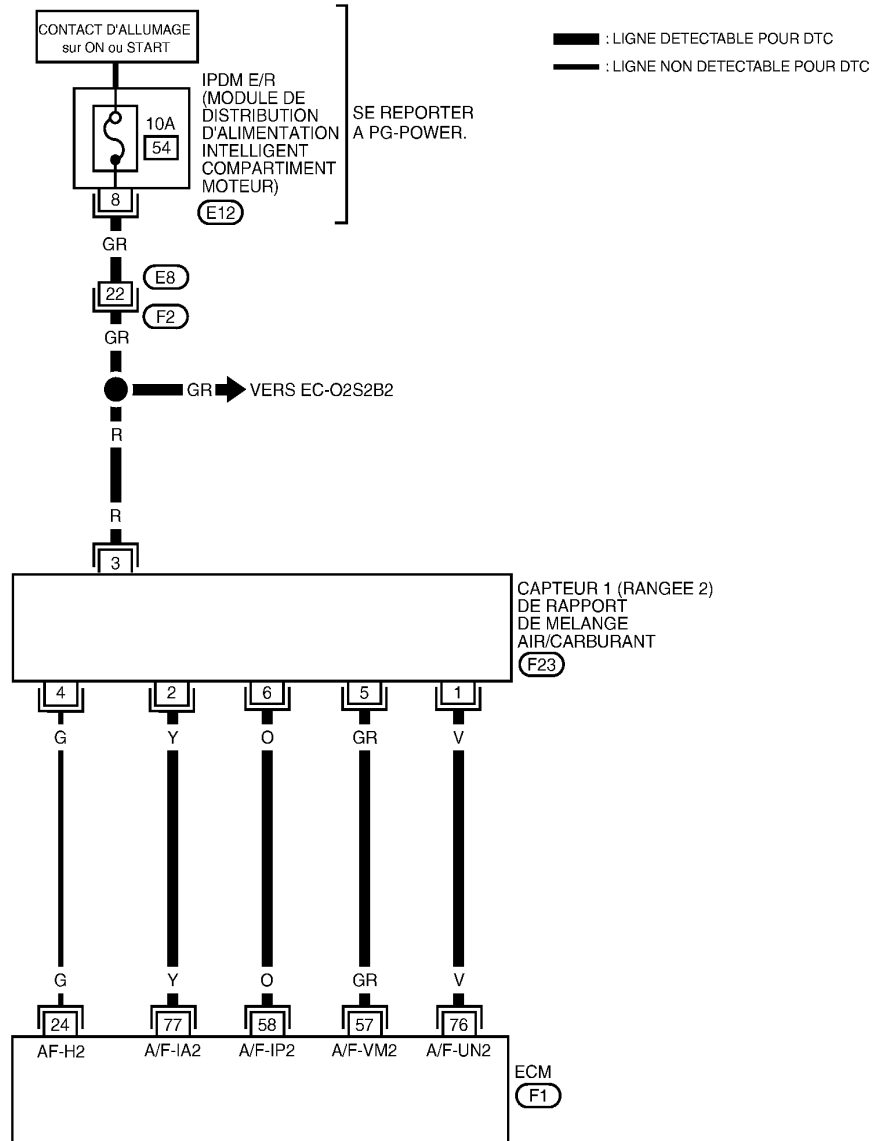 CONTACT D'ALLUMAGE
sur ON ou START
: LIGNE DETECTABLE POUR DTC
: LIGNE NON DETECTABLE POUR DTC
IPDM E/R
(MODULE DE
DISTRIBUTION
D'ALIMENTATION
INTELLIGENT
COMPARTIMENT
MOTEUR)
SE REPORTER
A PG-POWER.
10A
54
8
E12
GR
E8
22
F2
GR
GR
VERS EC-O2S2B2
R
R
3
CAPTEUR 1 (RANGEE 2)
DE RAPPORT
DE MELANGE
AIR/CARBURANT
F23
4 2 6 5 1
G Y O GR V
G Y O GR V
24 77 58 57 76
AF-H2 A/F-IA2 A/F-IP2 A/F-VM2 A/F-UN2
ECM
F1